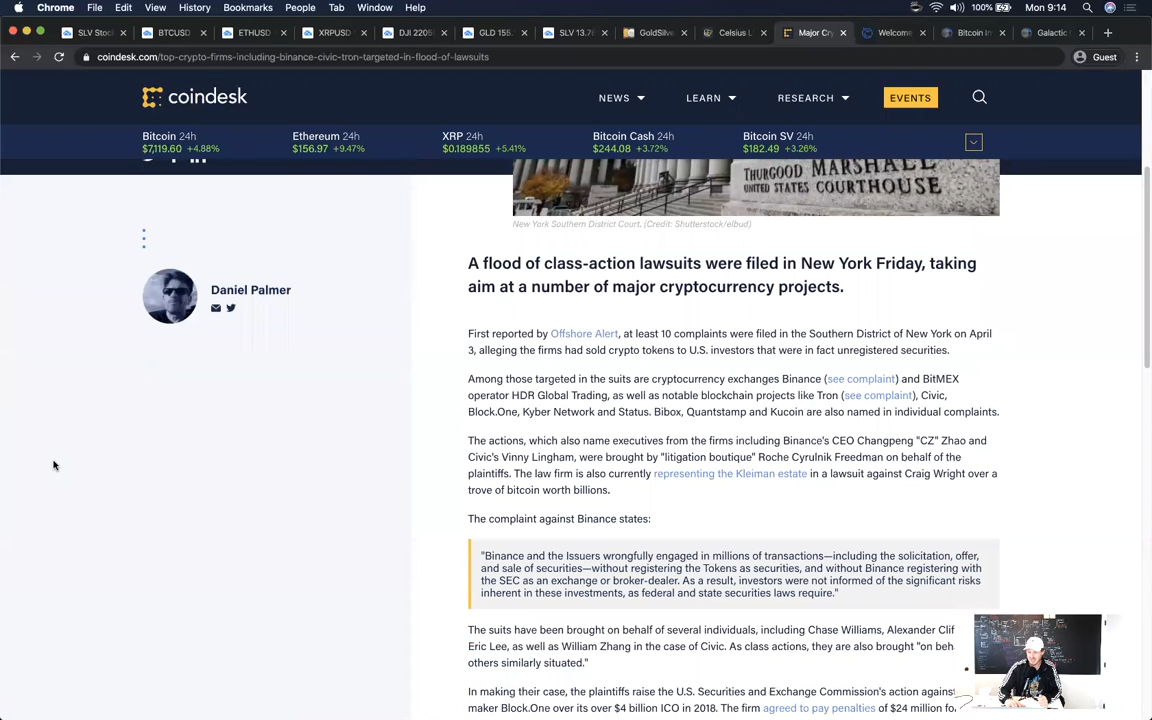 Chrome File Edit View History Bookmarks People Tab Window Help 100% Mon 9:14
SLV Stoc BTCUSD ETHUSD XRPUSD DJI 2205 GLD 155. SLV 13.7 GoldSilve Celsius L Major Cry Welcome Bitcoin In Galactic
coindesk.com/top-crypto-firms-including-binance-civic-tron-targeted-in-flood-of-lawsuits Guest
coindesk NEWS LEARN RESEARCH EVENTS
Bitcoin 24h Ethereum 24h XRP 24h Bitcoin Cash 24h Bitcoin SV 24h
$7,119.60 +4.88% $156.97 +9.47% $0.189855 +5.41% $244.08 +3.72% $182.49 +3.26%
THURGOOD MARSHALL
UNITED STATES COURTHOUSE
New York Southern District Court. (Credit: Shutterstock/elbud)
Daniel Palmer
A flood of class-action lawsuits were filed in New York Friday, taking
aim at a number of major cryptocurrency projects.
First reported by Offshore Alert, at least 10 complaints were filed in the Southern District of New York on April
3, alleging the firms had sold crypto tokens to U.S. investors that were in fact unregistered securities.
Among those targeted in the suits are cryptocurrency exchanges Binance (see complaint) and BitMEX
operator HDR Global Trading, as well as notable blockchain projects like Tron (see complaint), Civic,
Block.One, Kyber Network and Status. Bibox, Quantstamp and Kucoin are also named in individual complaints.
The actions, which also name executives from the firms including Binance's CEO Changpeng "CZ" Zhao and
Civic's Vinny Lingham, were brought by "litigation boutique" Roche Cyrulnik Freedman on behalf of the
plaintiffs. The law firm is also currently representing the Kleiman estate in a lawsuit against Craig Wright over a
trove of bitcoin worth billions.
The complaint against Binance states:
"Binance and the Issuers wrongfully engaged in millions of transactions—including the solicitation, offer,
and sale of securities—without registering the Tokens as securities, and without Binance registering with
the SEC as an exchange or broker-dealer. As a result, investors were not informed of the significant risks
inherent in these investments, as federal and state securities laws require."
The suits have been brought on behalf of several individuals, including Chase Williams, Alexander Clif
Eric Lee, as well as William Zhang in the case of Civic. As class actions, they are also brought "on beh
others similarly situated."
In making their case, the plaintiffs raise the U.S. Securities and Exchange Commission's action against
maker Block.One over its over $4 billion ICO in 2018. The firm agreed to pay penalties of $24 million fo